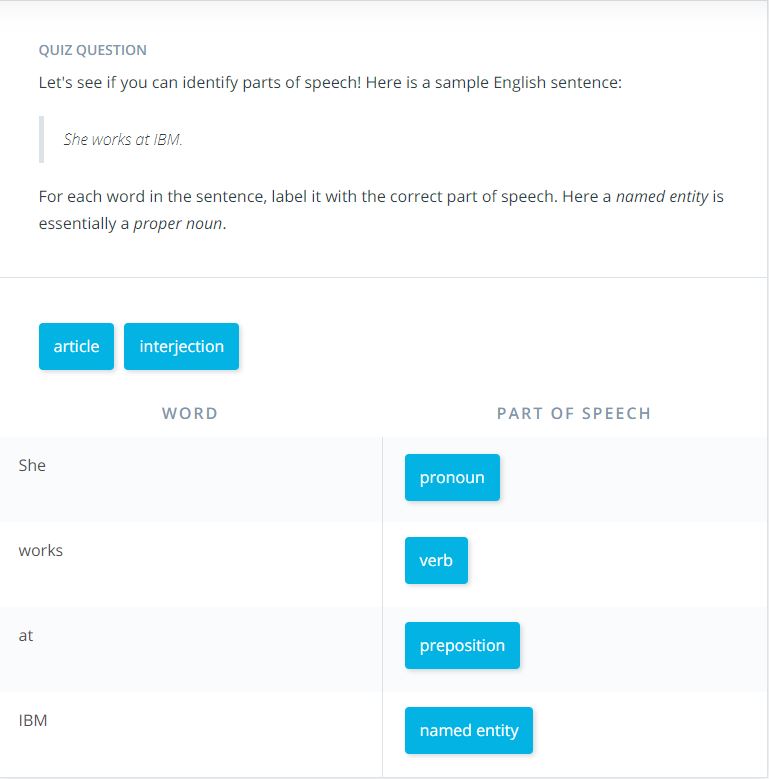 QUIZ QUESTION
Let's see if you can identify parts of speech! Here is a sample English sentence:
She works at IBM.
For each word in the sentence, label it with the correct part of speech. Here a named entity is
essentially a proper noun.
article interjection
WORD PART OF SPEECH
She pronoun
works verb
at preposition
IBM named entity